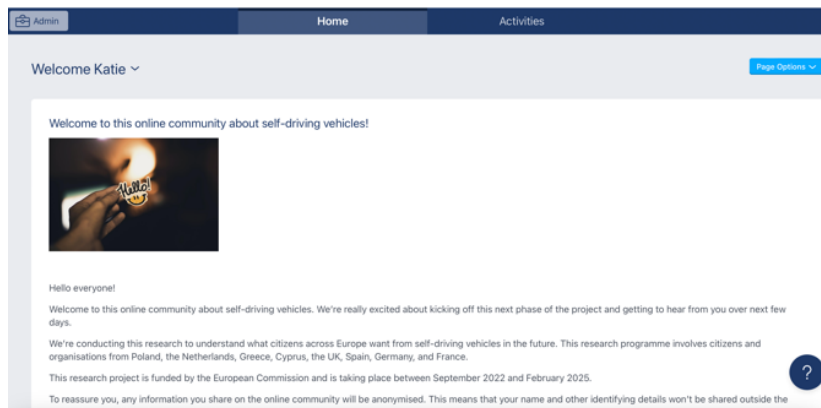 Admin
Home
Activities
Welcome Katie
Page Options
Welcome to this online community about self-driving vehicles!
Hello!
Hello everyone!
Welcome to this online community about self-driving vehicles. We're really excited about kicking off this next phase of the project and getting to hear from you over next few
days.
We're conducting this research to understand what citizens across Europe want from self-driving vehicles in the future. This research programme involves citizens and
organisations from Poland, the Netherlands, Greece, Cyprus, the UK, Spain, Germany, and France.
?
This research project is funded by the European Commission and is taking place between September 2022 and February 2025.
To reassure you, any information you share on the online community will be anonymised. This means that your name and other identifying details won't be shared outside the